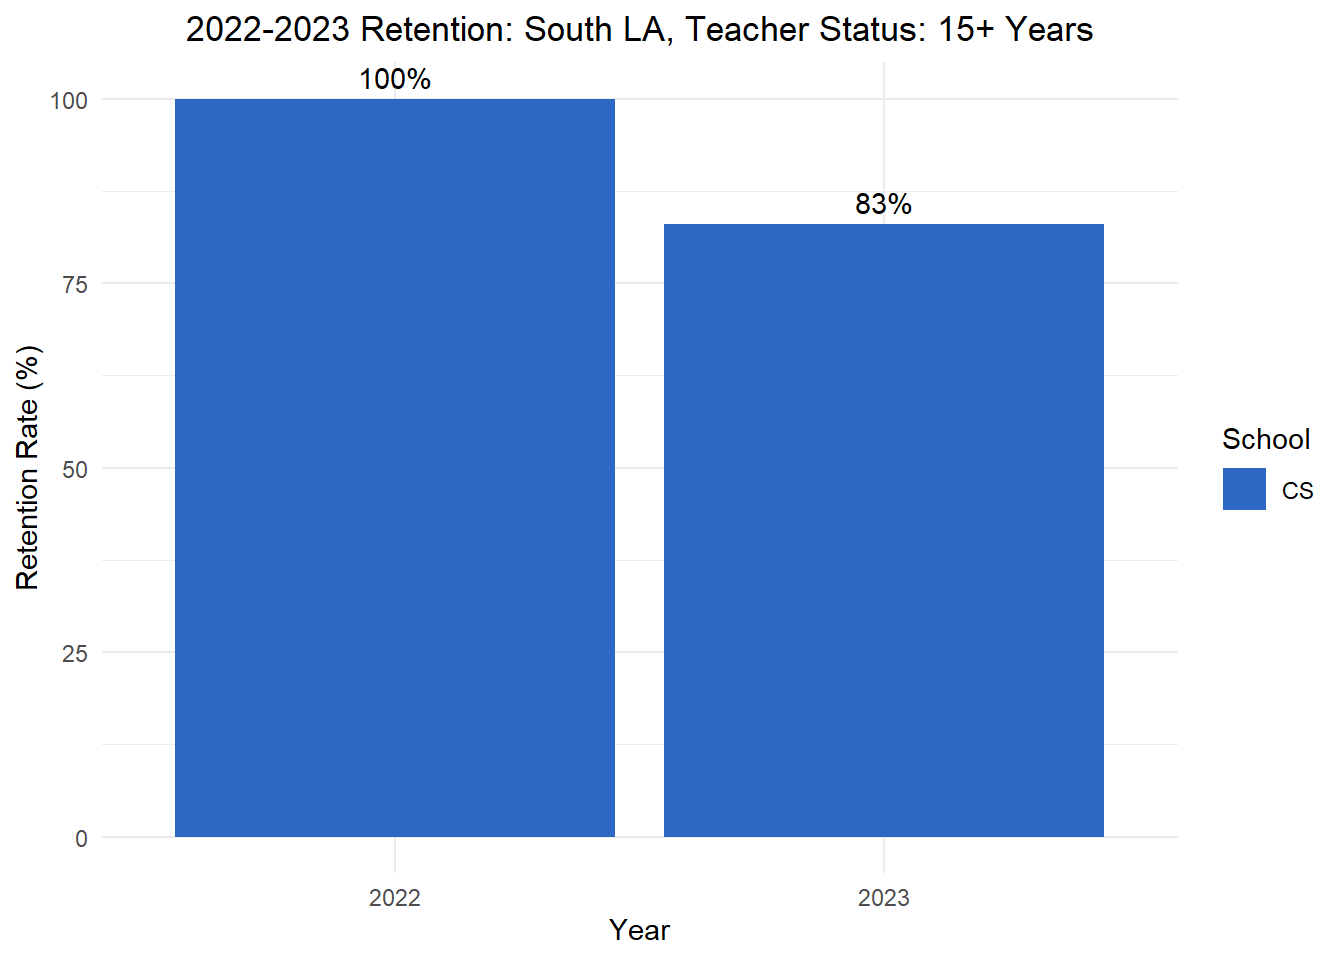 2022-2023 Retention: South LA, Teacher Status: 15+ Years
100%
83%
100
75
50
25
0
Retention Rate (%)
2022
2023
Year
School
CS